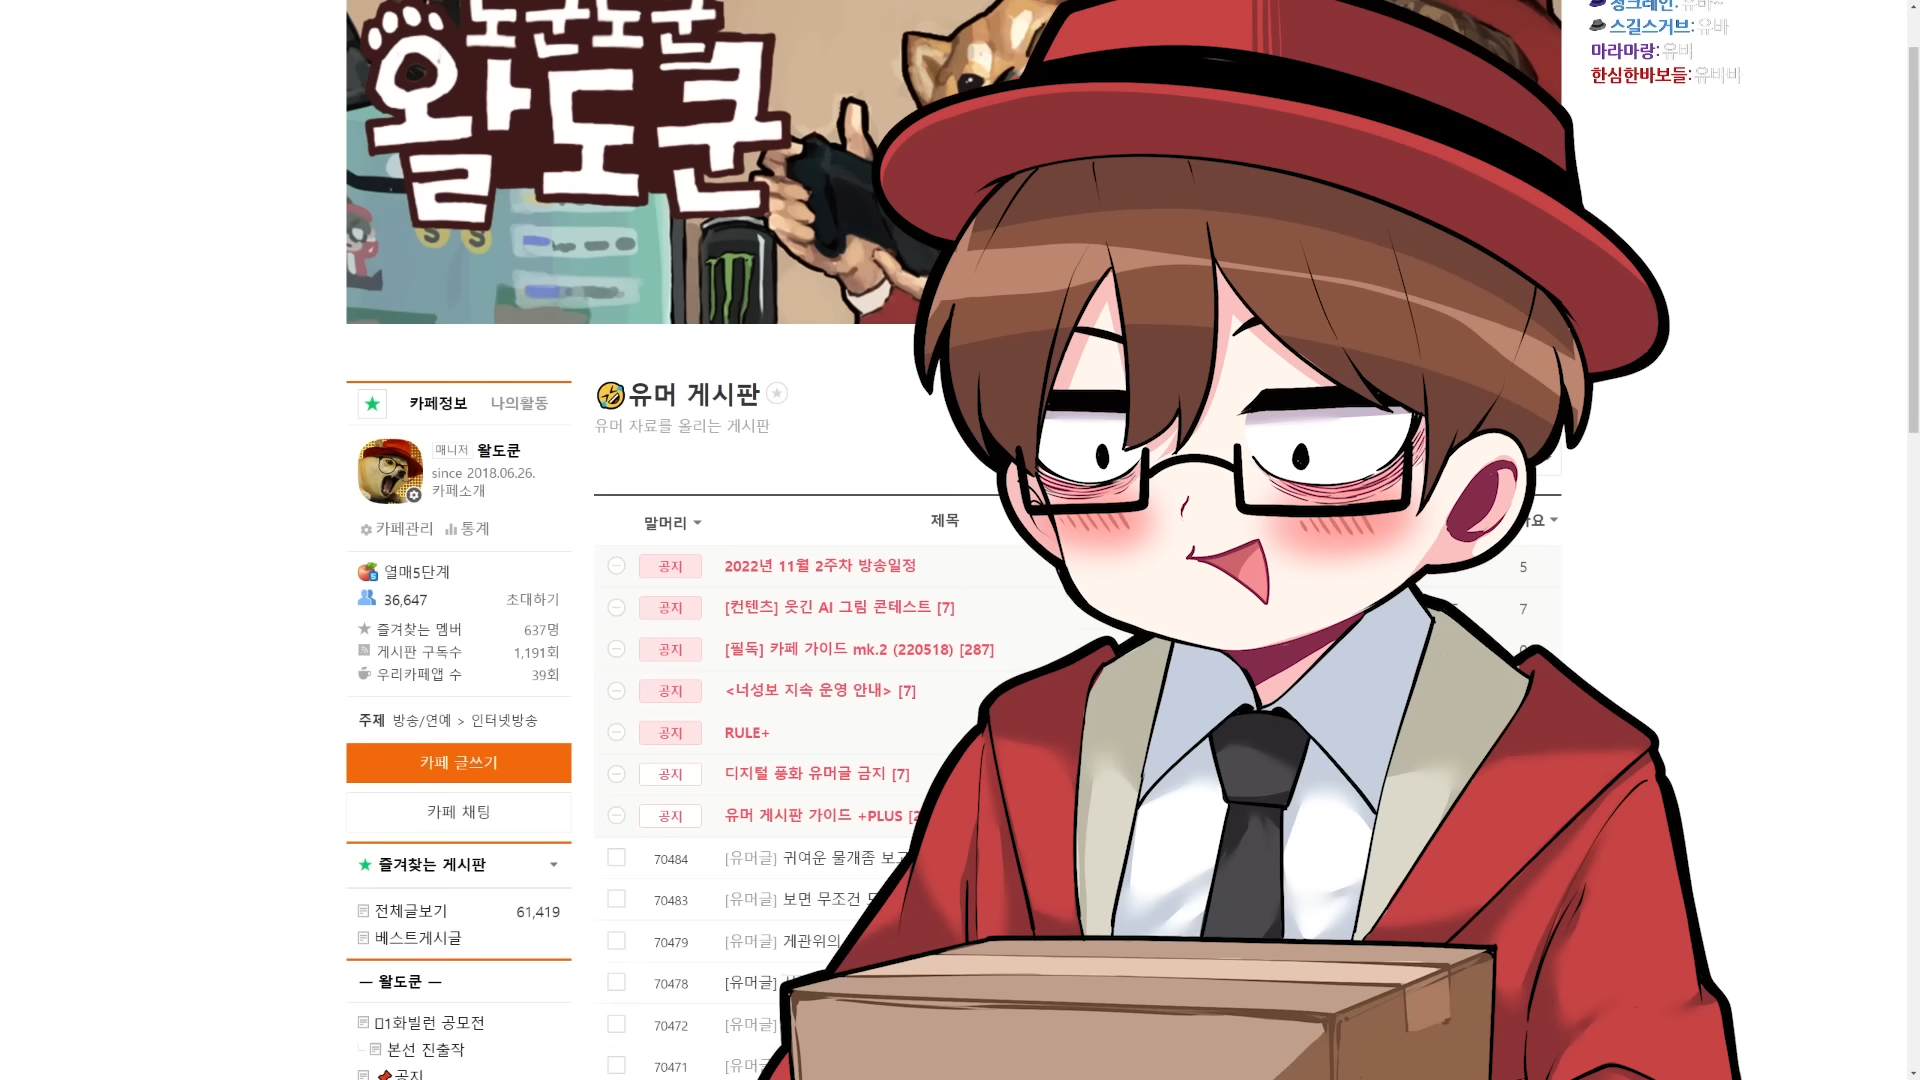 도군도군
왈도쿤
청크레인: 유바~
스길스거브: 유바
마라마랑: 유비
한심한바보들: 유비비
카페정보 나의활동
매니저 왈도쿤
since 2018.06.26.
카페소개
카페관리 통계
열매5단계
36,647 초대하기
즐겨찾는 멤버 637명
게시판 구독수 1,191회
우리카페앱 수 39회
주제 방송/연예 > 인터넷방송
카페 글쓰기
카페 채팅
즐겨찾는 게시판
전체글보기 61,419
베스트게시글
ー 왈도쿤 ー
1화빌런 공모전
본선 진출작
공지
유머 게시판
유머 자료를 올리는 게시판
말머리 제목
공지 2022년 11월 2주차 방송일정 5
공지 [컨텐츠] 웃긴 AI 그림 콘테스트 [7] 7
공지 [필독] 카페 가이드 mk.2 (220518) [287]
공지 <너성보 지속 운영 안내> [7]
공지 RULE+
공지 디지털 풍화 유머글 금지 [7]
공지 유머 게시판 가이드 +PLUS
70484 [유머글] 귀여운 물개좀 보고
70483 [유머글] 보면 무조건
70479 [유머글] 게관위의
70478 [유머글]
70472 [유머글]
70471 [유머글]